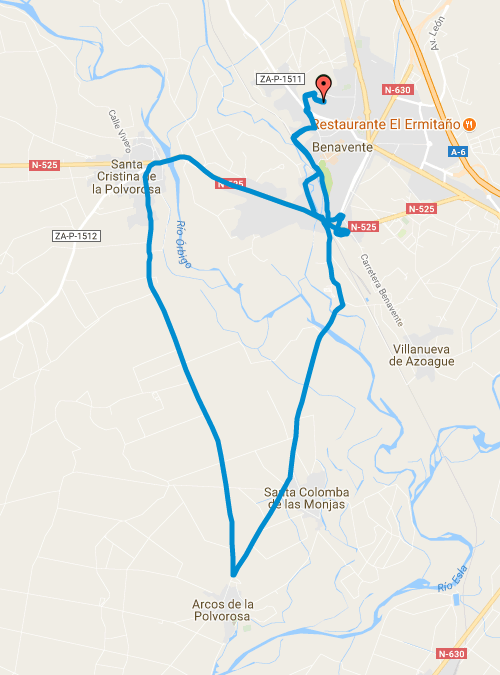 Av. León
ZA-P-1511
N-630
Restaurante El Ermitaño
Calle Vivero
Benavente
A-6
N-525
Santa
Cristina de
la Polvorosa
N-525
N-525
N-525
ZA-P-1512
Río Órbigo
Carretera Benavente
Villanueva
de Azoague
Santa Colomba
de las Monjas
Río Esla
Arcos de la
Polvorosa
N-630